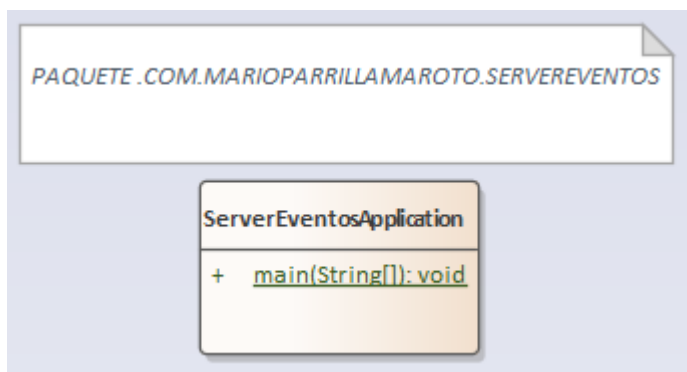 PAQUETE .COM.MARIOPARRILLAMAROTO.SERVEREVENTOS
ServerEventosApplication
+ main(String[]): void